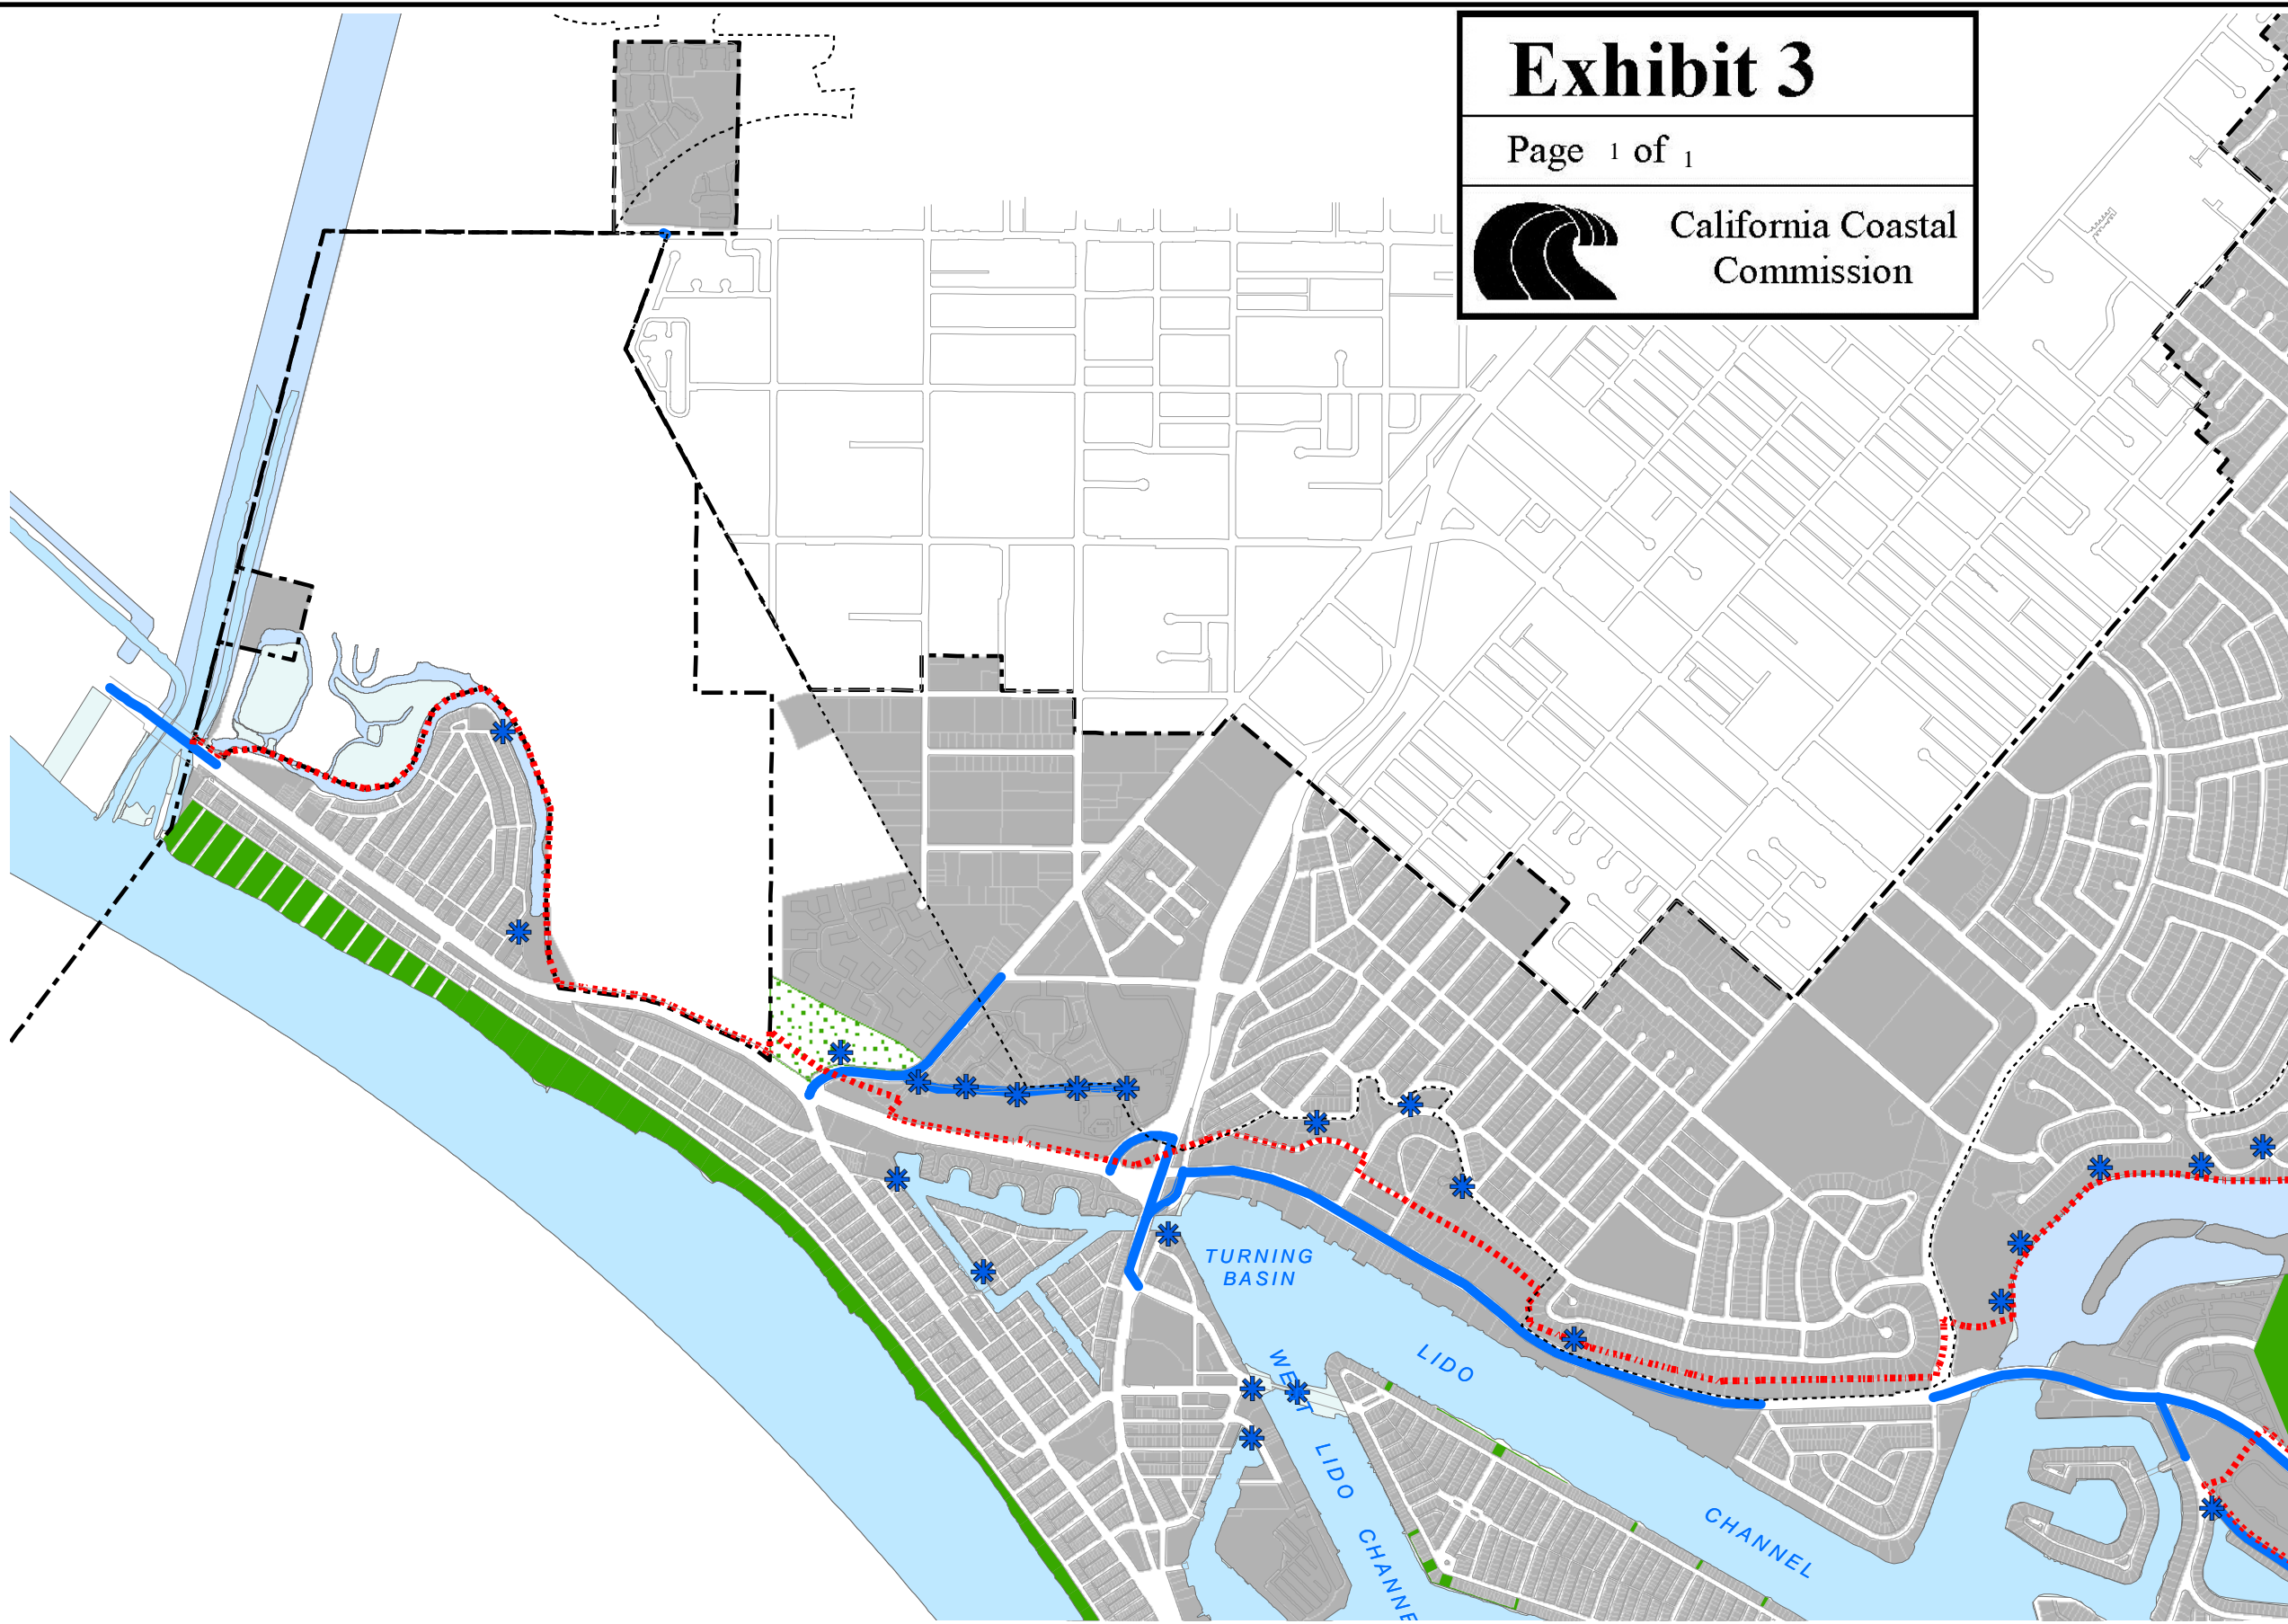 Exhibit 3
Page 1 of 1
California Coastal
Commission
TURNING
BASIN
LIDO
CHANNEL
WEST LIDO CHANNE